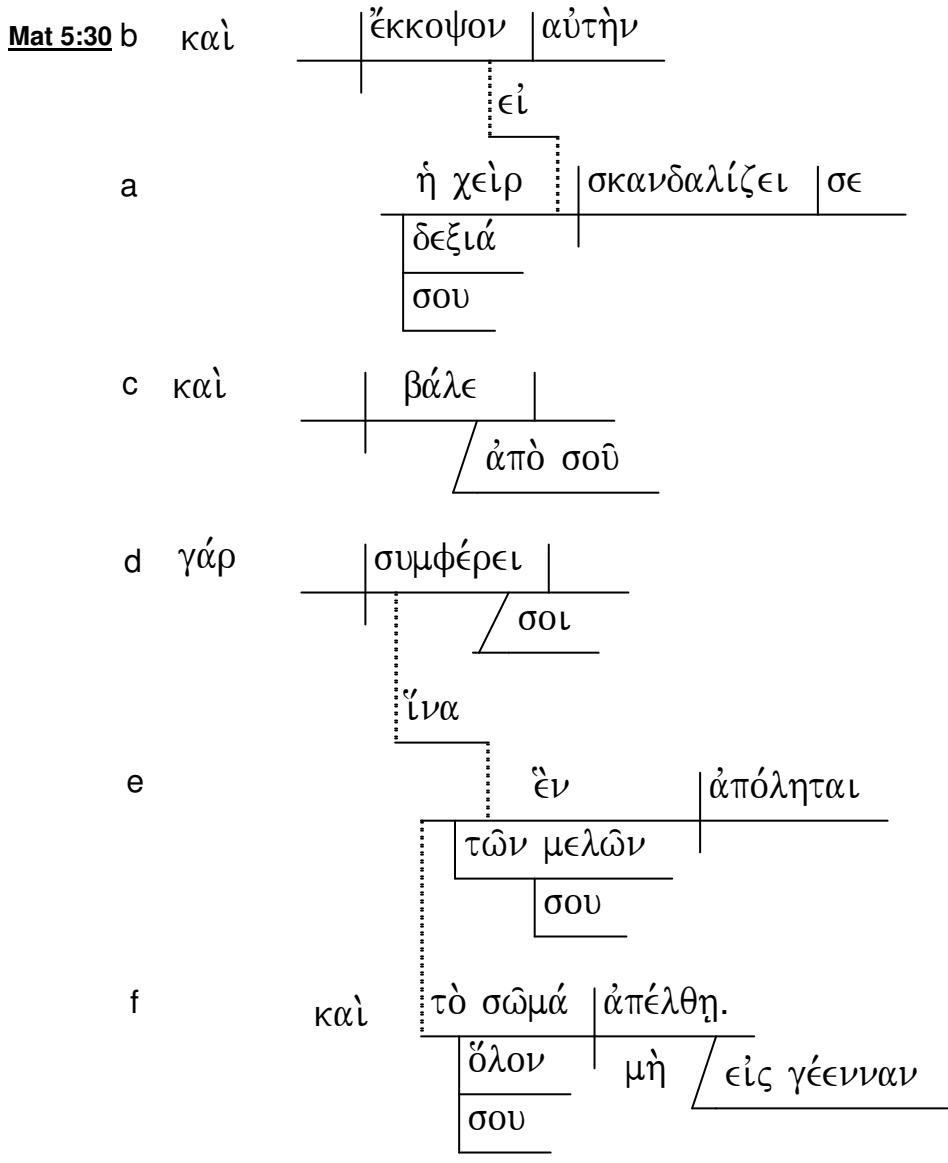 Mat 5:30 b καὶ ἔκκοψον αὐτὴν
εἰ
a ἡ χεὶρ σκανδαλίζει σε
δεξιά
σου
c καὶ βάλε
ἀπὸ σοῦ
d γάρ συμφέρει
σοι
ἵνα
e ἓν ἀπόληται
τῶν μελῶν
σου
f καὶ τὸ σῶμά ἀπέλθῃ.
ὅλον μὴ εἰς γέενναν
σου